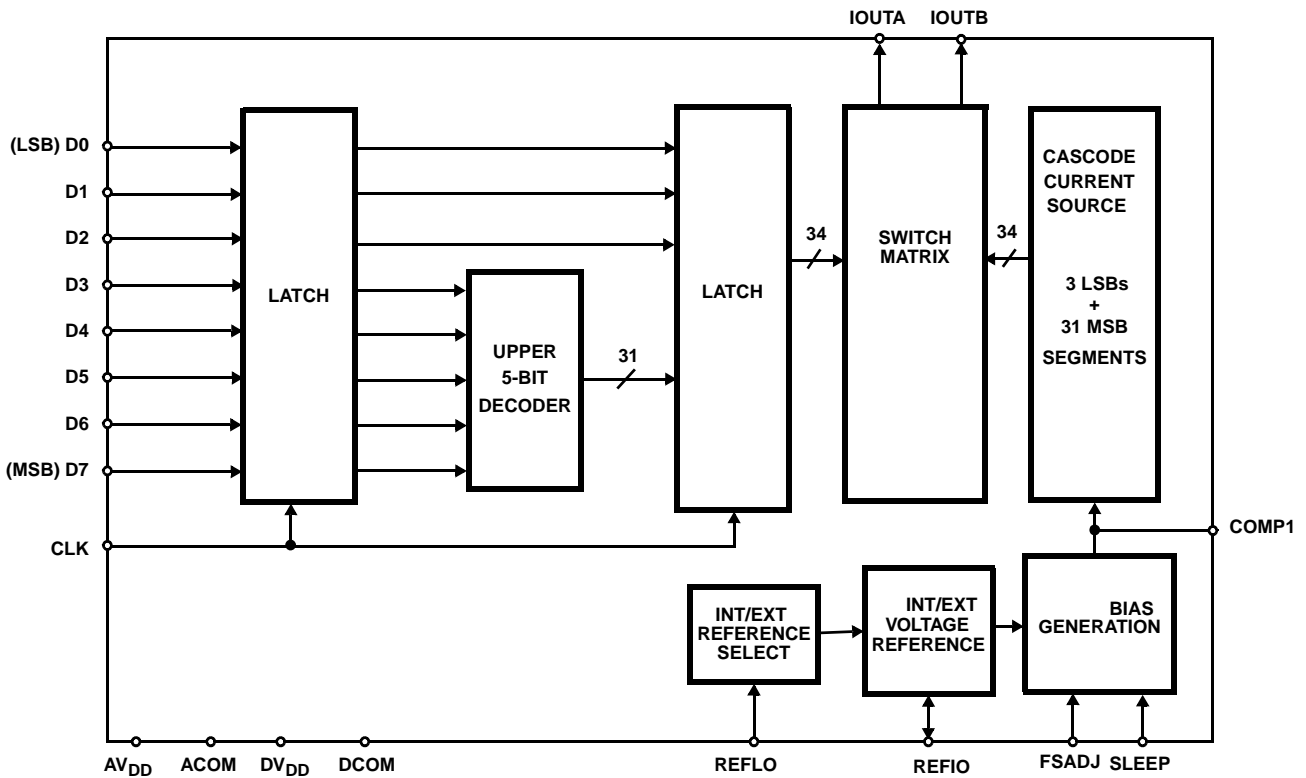 IOUTA IOUTB
(LSB) D0
D1
D2
D3
D4
D5
D6
(MSB) D7
CLK
LATCH
UPPER
5-BIT
DECODER
31
LATCH
34
SWITCH
MATRIX
34
CASCODE
CURRENT
SOURCE
3 LSBs
+
31 MSB
SEGMENTS
COMP1
INT/EXT
REFERENCE
SELECT
INT/EXT
VOLTAGE
REFERENCE
BIAS
GENERATION
AVDD ACOM DVDD DCOM REFLO REFIO FSADJ SLEEP